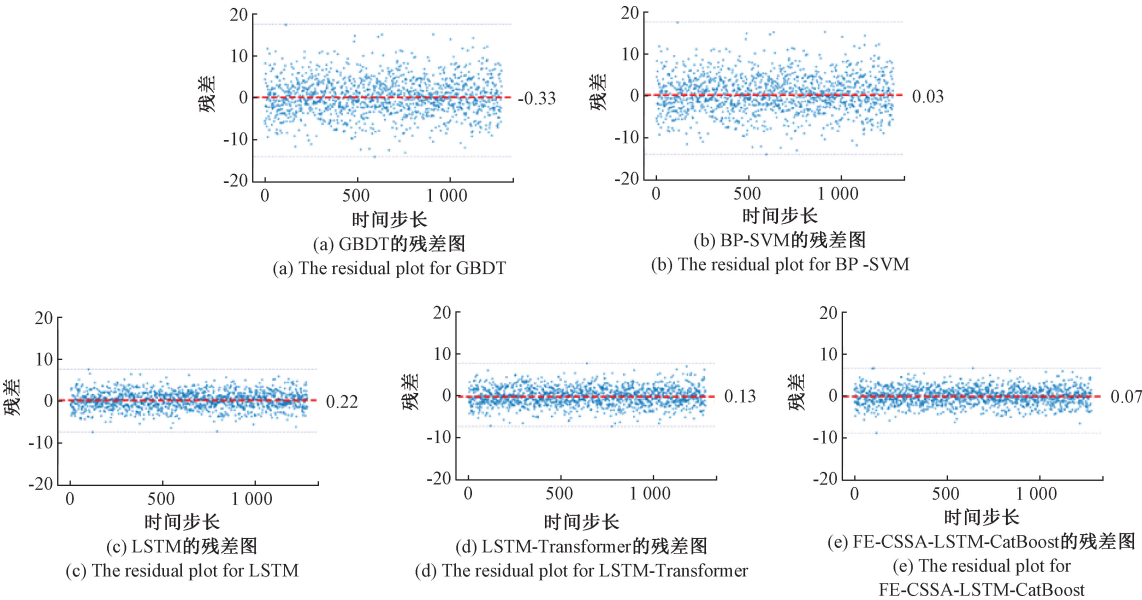 20
10
0
-10
-20
残差
0
500
1 000
-0.33
时间步长
(a) GBDT的残差图
(a) The residual plot for GBDT
20
10
0
-10
-20
残差
0
500
1 000
0.03
时间步长
(b) BP-SVM的残差图
(b) The residual plot for BP -SVM
20
10
0
-10
-20
残差
0
500
1 000
0.22
时间步长
(c) LSTM的残差图
(c) The residual plot for LSTM
20
10
0
-10
-20
残差
0
500
1 000
0.13
时间步长
(d) LSTM-Transformer的残差图
(d) The residual plot for LSTM-Transformer
20
10
0
-10
-20
残差
0
500
1 000
0.07
时间步长
(e) FE-CSSA-LSTM-CatBoost的残差图
(e) The residual plot for
FE-CSSA-LSTM-CatBoost